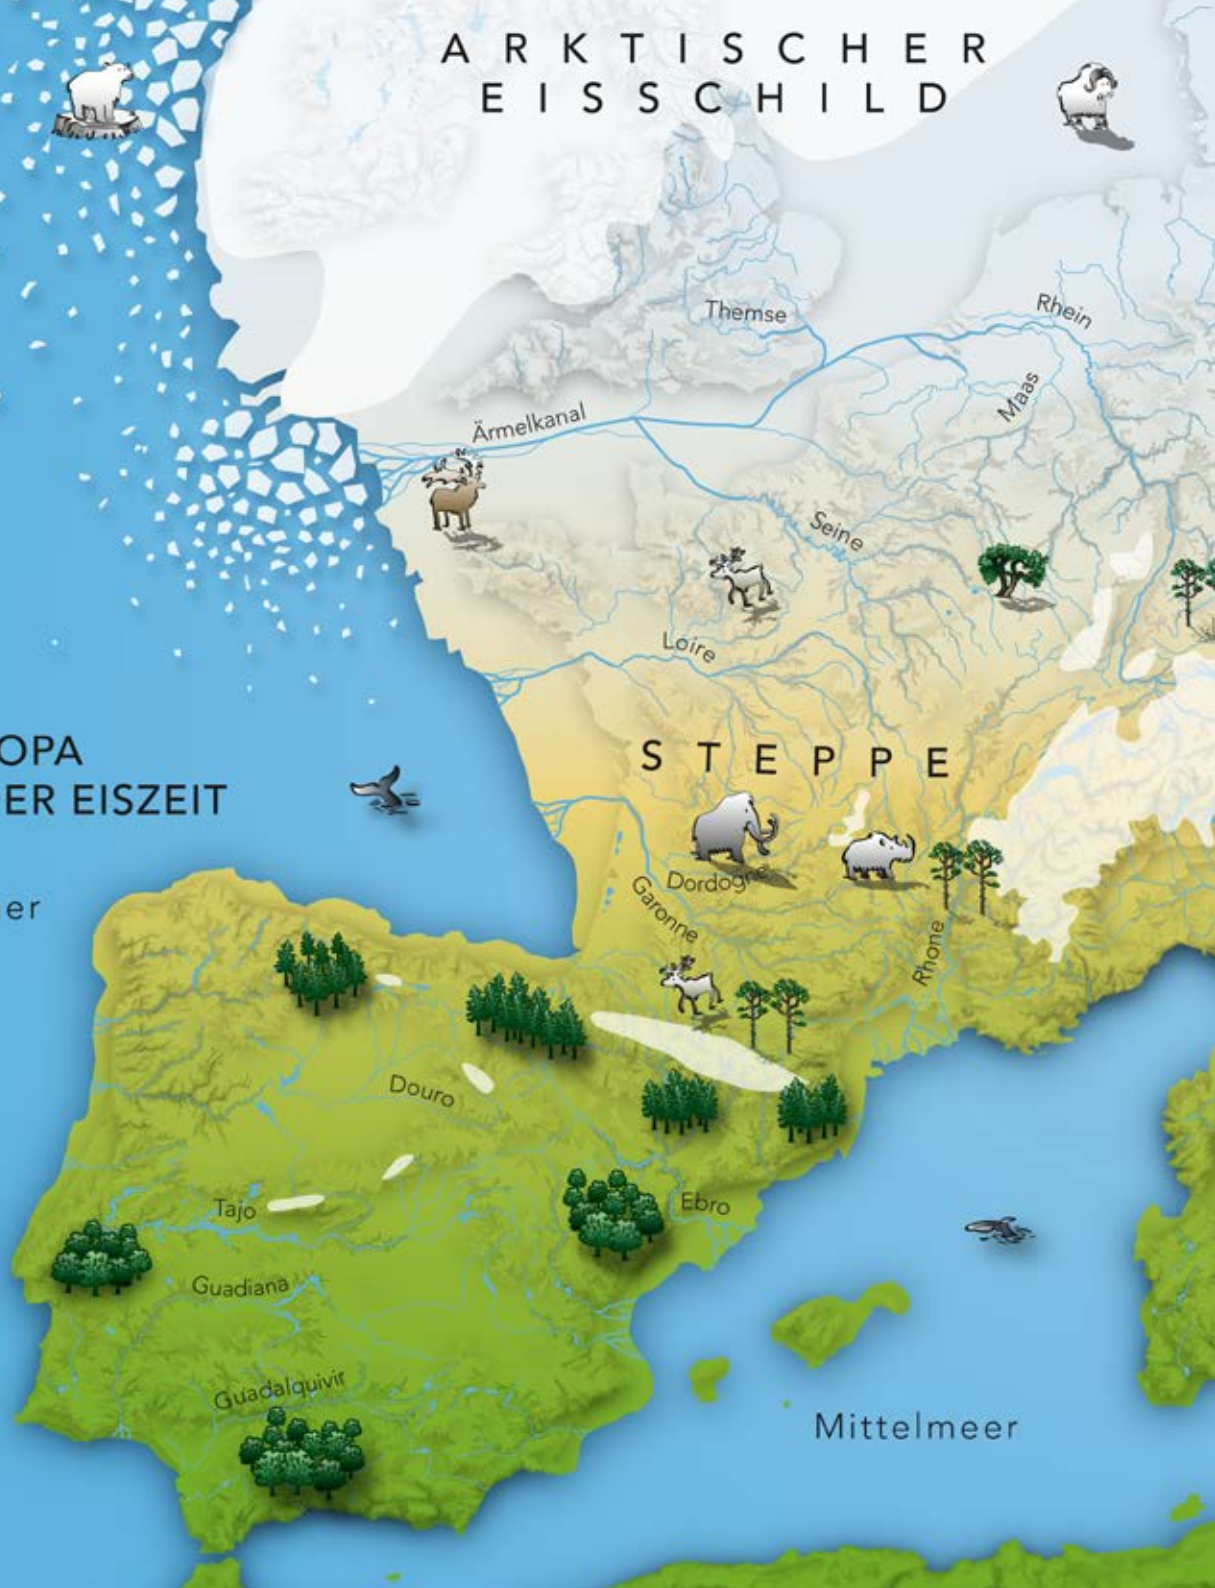 ARKTISCHER
EISSCHILD
Themse
Rhein
Maas
Ärmelkanal
Seine
Loire
OPA
ER EISZEIT
STEPPE
Dordogne
Garonne
er
Rhone
Douro
Tajo
Ebro
Guadiana
Guadalquivir
Mittelmeer